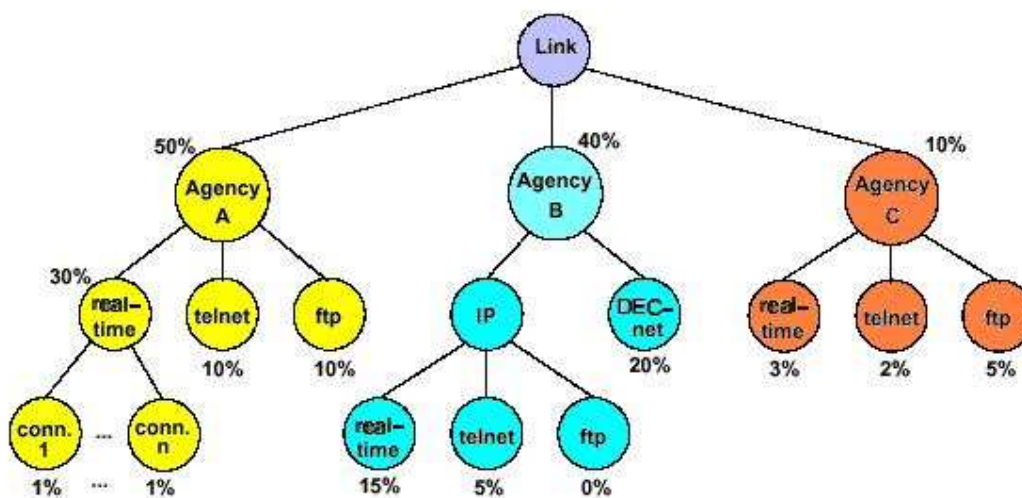 Link
50%
40%
10%
Agency
A
Agency
B
Agency
C
30%
real-
time
telnet
ftp
IP
DEC-
net
real-
time
telnet
ftp
10%
10%
20%
3%
2%
5%
conn.
1
...
conn.
n
real-
time
telnet
ftp
1%
...
1%
15%
5%
0%